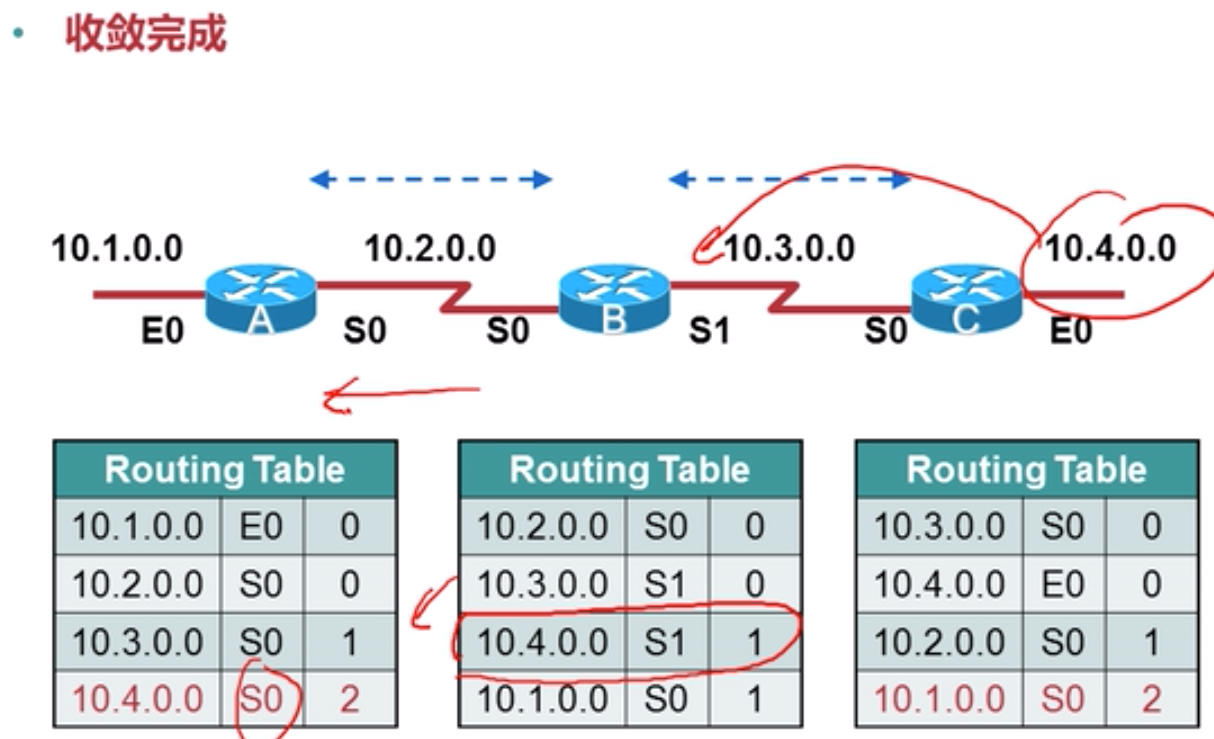 • 收敛完成
10.1.0.0 10.2.0.0 10.3.0.0 10.4.0.0
A B C
E0 S0 S0 S1 S0 E0
Routing Table
10.1.0.0 E0 0
10.2.0.0 S0 0
10.3.0.0 S0 1
10.4.0.0 S0 2
Routing Table
10.2.0.0 S0 0
10.3.0.0 S1 0
10.4.0.0 S1 1
10.1.0.0 S0 1
Routing Table
10.3.0.0 S0 0
10.4.0.0 E0 0
10.2.0.0 S0 1
10.1.0.0 S0 2